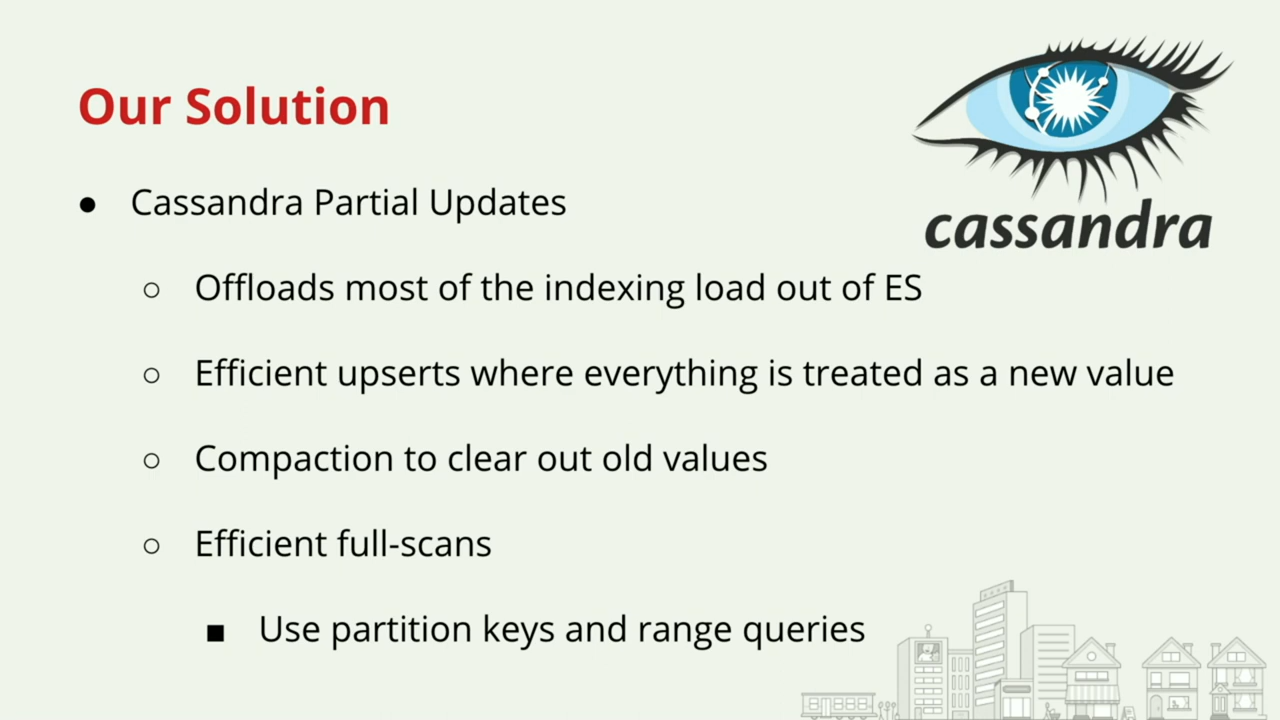 Our Solution
cassandra
● Cassandra Partial Updates
○ Offloads most of the indexing load out of ES
○ Efficient upserts where everything is treated as a new value
○ Compaction to clear out old values
○ Efficient full-scans
■ Use partition keys and range queries